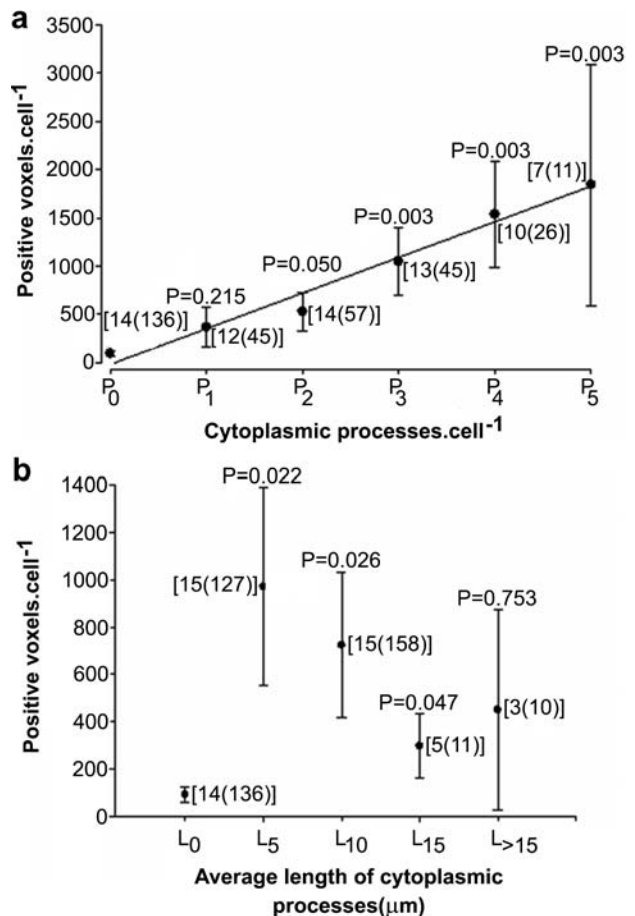 a
P=0.003
3500
3000
2500
2000
1500
1000
500
0
Positive voxels.cell-1
P=0.003
[7(11)]
P=0.003
[10(26)]
P=0.050
[13(45)]
P=0.215
[14(136)]
[12(45)]
[14(57)]
P0 P1 P2 P3 P4 P5
Cytoplasmic processes.cell-1
b
P=0.022
1400
1200
1000
800
600
400
200
0
Positive voxels.cell-1
P=0.026
P=0.753
[15(127)]
[15(158)]
P=0.047
[3(10)]
[5(11)]
[14(136)]
L0 L5 L10 L15 L>15
Average length of cytoplasmic
processes(μm)